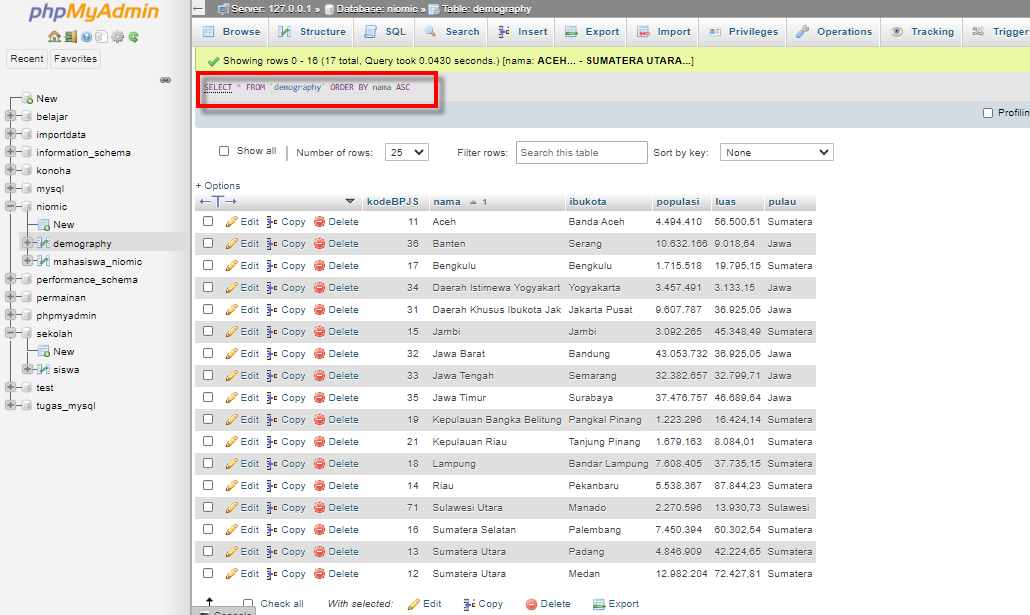 phpMyAdmin
Recent Favorites
New
belajar
importdata
information_schema
konoha
mysql
niomic
New
demography
mahasiswa_niomic
performance_schema
permainan
phpmyadmin
sekolah
New
siswa
test
tugas_mysql
Server: 127.0.0.1 » Database: niomic » Table: demography
Browse Structure SQL Search Insert Export Import Privileges Operations Tracking Trigger
Showing rows 0 - 16 (17 total, Query took 0.0430 seconds.) [nama: ACEH... - SUMATERA UTARA...]
SELECT * FROM `demography` ORDER BY nama ASC
Profilin
Show all | Number of rows: 25 Filter rows: Search this table Sort by key: None
+ Options
←T→ kodeBPJS nama 1 ibukota populasi luas pulau
Edit Copy Delete 11 Aceh Banda Aceh 4.494.410 56.500,51 Sumatera
Edit Copy Delete 36 Banten Serang 10.632.166 9.018,64 Jawa
Edit Copy Delete 17 Bengkulu Bengkulu 1.715.518 19.795,15 Sumatera
Edit Copy Delete 34 Daerah Istimewa Yogyakart Yogyakarta 3.457.491 3.133,15 Jawa
Edit Copy Delete 31 Daerah Khusus Ibukota Jak Jakarta Pusat 9.607.787 36.925,05 Jawa
Edit Copy Delete 15 Jambi Jambi 3.092.265 45.348,49 Sumatera
Edit Copy Delete 32 Jawa Barat Bandung 43.053.732 36.925,05 Jawa
Edit Copy Delete 33 Jawa Tengah Semarang 32.382.657 32.799,71 Jawa
Edit Copy Delete 35 Jawa Timur Surabaya 37.476.757 46.689,64 Jawa
Edit Copy Delete 19 Kepulauan Bangka Belitung Pangkal Pinang 1.223.296 16.424,14 Sumatera
Edit Copy Delete 21 Kepulauan Riau Tanjung Pinang 1.679.163 8.084,01 Sumatera
Edit Copy Delete 18 Lampung Bandar Lampung 7.608.405 37.735,15 Sumatera
Edit Copy Delete 14 Riau Pekanbaru 5.538.367 87.844,23 Sumatera
Edit Copy Delete 71 Sulawesi Utara Manado 2.270.596 13.930,73 Sulawesi
Edit Copy Delete 16 Sumatera Selatan Palembang 7.450.394 60.302,54 Sumatera
Edit Copy Delete 13 Sumatera Utara Padang 4.846.909 42.224,65 Sumatera
Edit Copy Delete 12 Sumatera Utara Medan 12.982.204 72.427,81 Sumatera
Check all With selected: Edit Copy Delete Export
Console